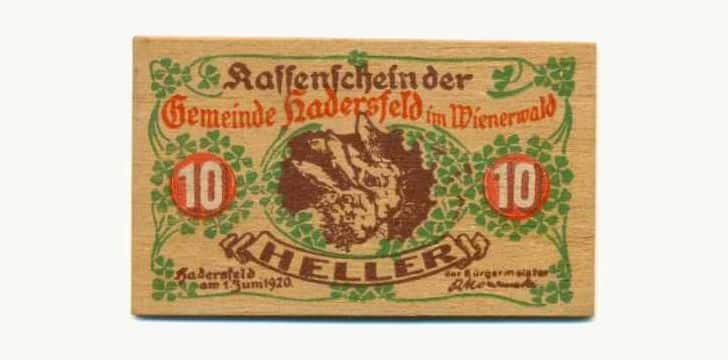 Kassenschein der
Gemeinde Hadersfeld im Wienerwald
10 10
HELLER
Hadersfeld
am 1. Juni 1920.
der Bürgermeister